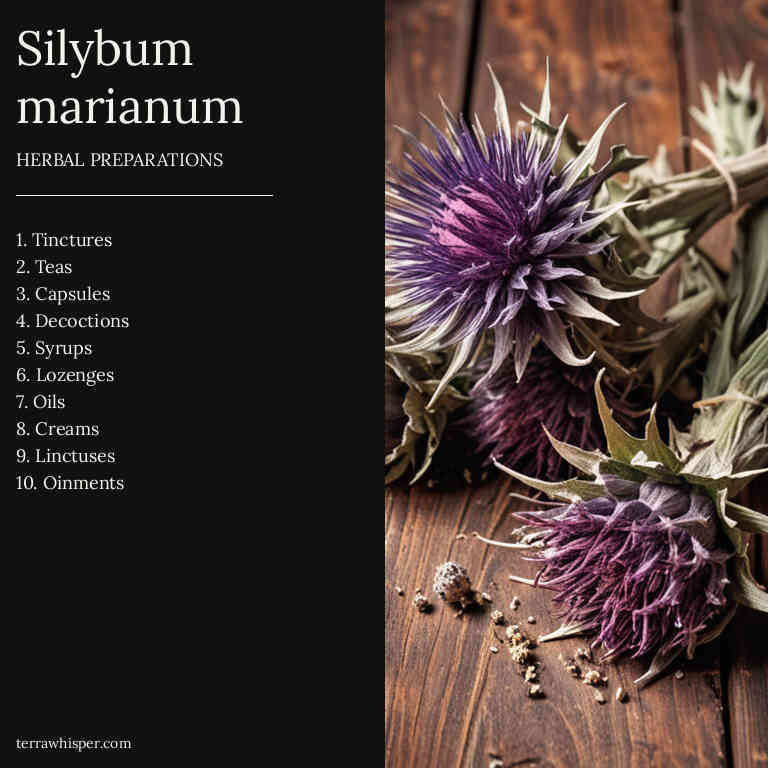 Silybum
marianum
HERBAL PREPARATIONS
1. Tinctures
2. Teas
3. Capsules
4. Decoctions
5. Syrups
6. Lozenges
7. Oils
8. Creams
9. Linctuses
10. Oinments
terrawhisper.com